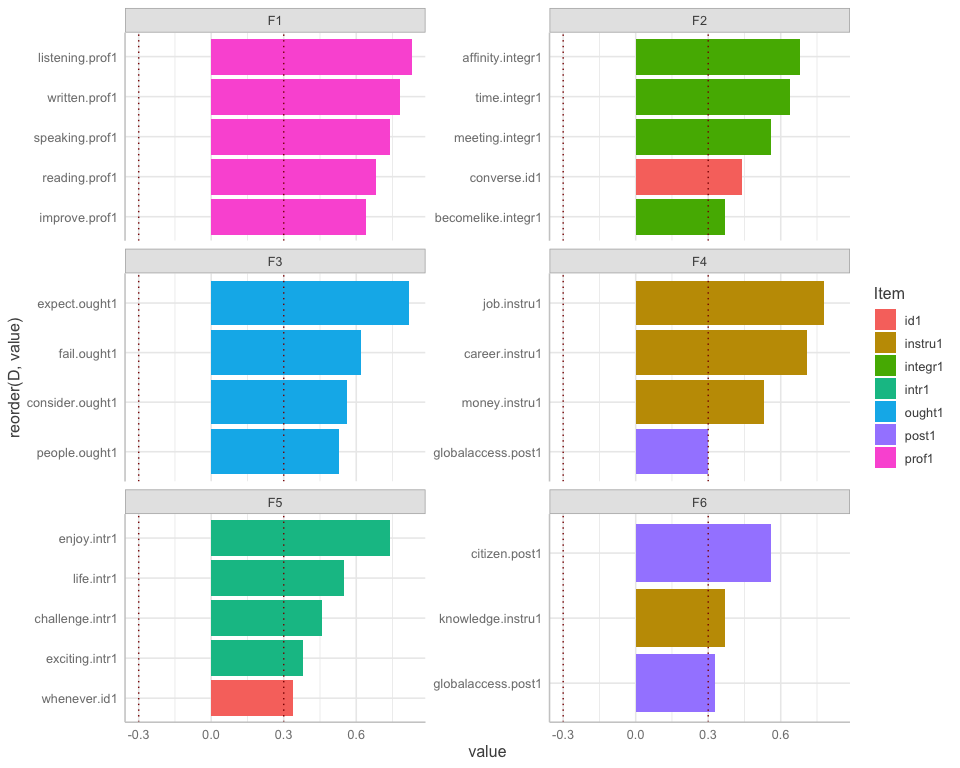 F1
listening.prof1
written.prof1
speaking.prof1
reading.prof1
improve.prof1
F2
affinity.integr1
time.integr1
meeting.integr1
converse.id1
becomelike.integr1
F3
expect.ought1
fail.ought1
consider.ought1
people.ought1
F4
job.instru1
career.instru1
money.instru1
globalaccess.post1
F5
enjoy.intr1
life.intr1
challenge.intr1
exciting.intr1
whenever.id1
-0.3 0.0 0.3 0.6
F6
citizen.post1
knowledge.instru1
globalaccess.post1
-0.3 0.0 0.3 0.6
value
reorder(D, value)
Item
id1
instru1
integr1
intr1
ought1
post1
prof1